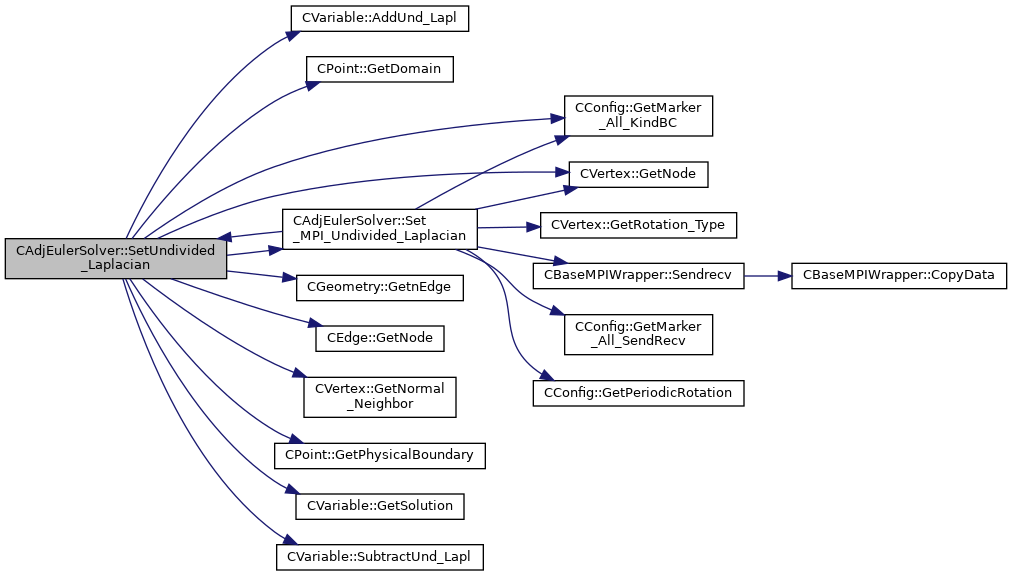 CVariable::AddUnd_Lapl
CPoint::GetDomain
CConfig::GetMarker
_All_KindBC
CVertex::GetNode
CAdjEulerSolver::Set
_MPI_Undivided_Laplacian
CVertex::GetRotation_Type
CAdjEulerSolver::SetUndivided
_Laplacian
CBaseMPIWrapper::Sendrecv
CBaseMPIWrapper::CopyData
CGeometry::GetnEdge
CEdge::GetNode
CConfig::GetMarker
_All_SendRecv
CVertex::GetNormal
_Neighbor
CConfig::GetPeriodicRotation
CPoint::GetPhysicalBoundary
CVariable::GetSolution
CVariable::SubtractUnd_Lapl